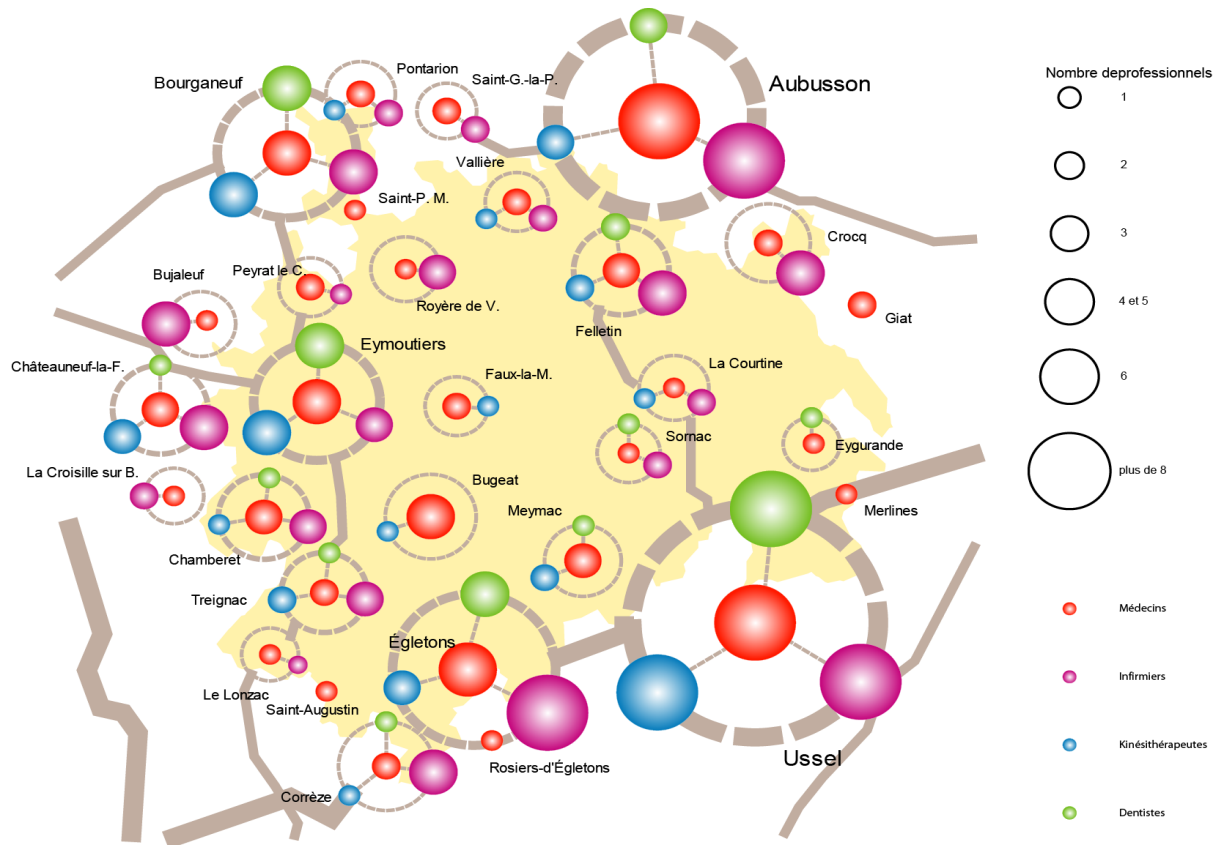 Bourganeuf
Pontarion
Saint-G.-la-P.
Aubusson
Vallière
Saint-P. M.
Crocq
Bujaleuf
Peyrat le C.
Royère de V.
Giat
Felletin
Châteauneuf-la-F.
Eymoutiers
Faux-la-M.
La Courtine
Sornac
Eygurande
La Croisille sur B.
Bugeat
Meymac
Merlines
Chamberet
Treignac
Égletons
Le Lonzac
Saint-Augustin
Rosiers-d'Égletons
Ussel
Corrèze
Nombre deprofessionnels
1
2
3
4 et 5
6
plus de 8
Médecins
Infirmiers
Kinésithérapeutes
Dentistes